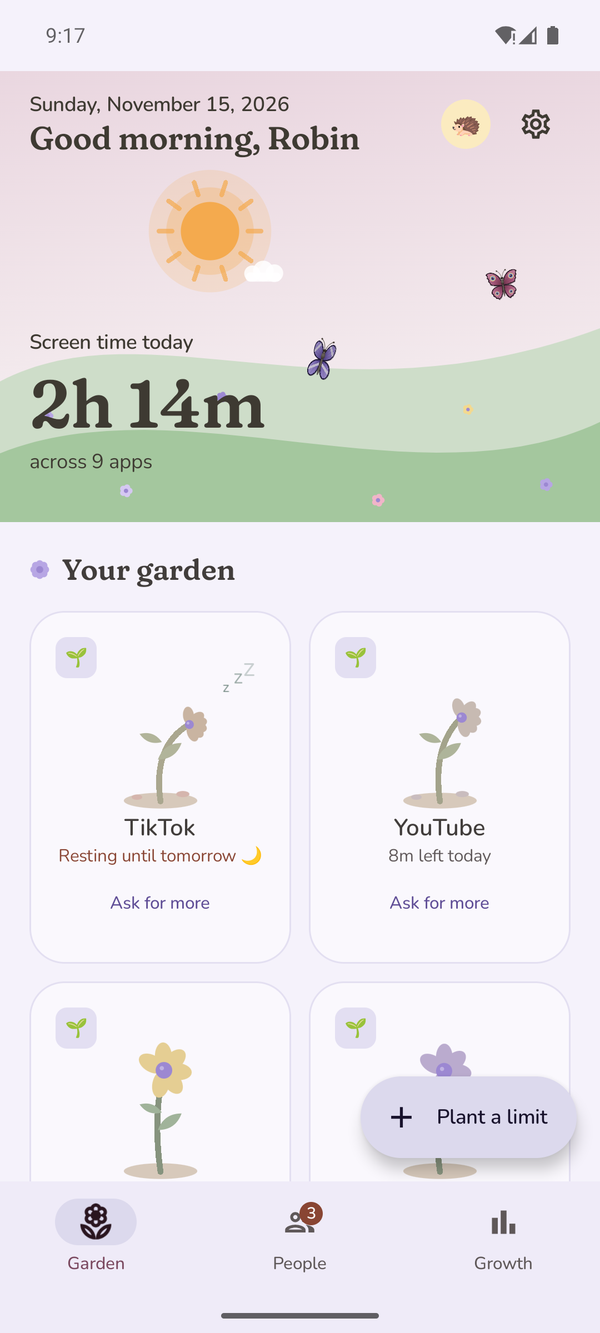 9:17
Sunday, November 15, 2026
Good morning, Robin
Screen time today
2h 14m
across 9 apps
Your garden
z z Z
TikTok
Resting until tomorrow 🌙
Ask for more
YouTube
8m left today
Ask for more
Plant a limit
3
Garden
People
Growth